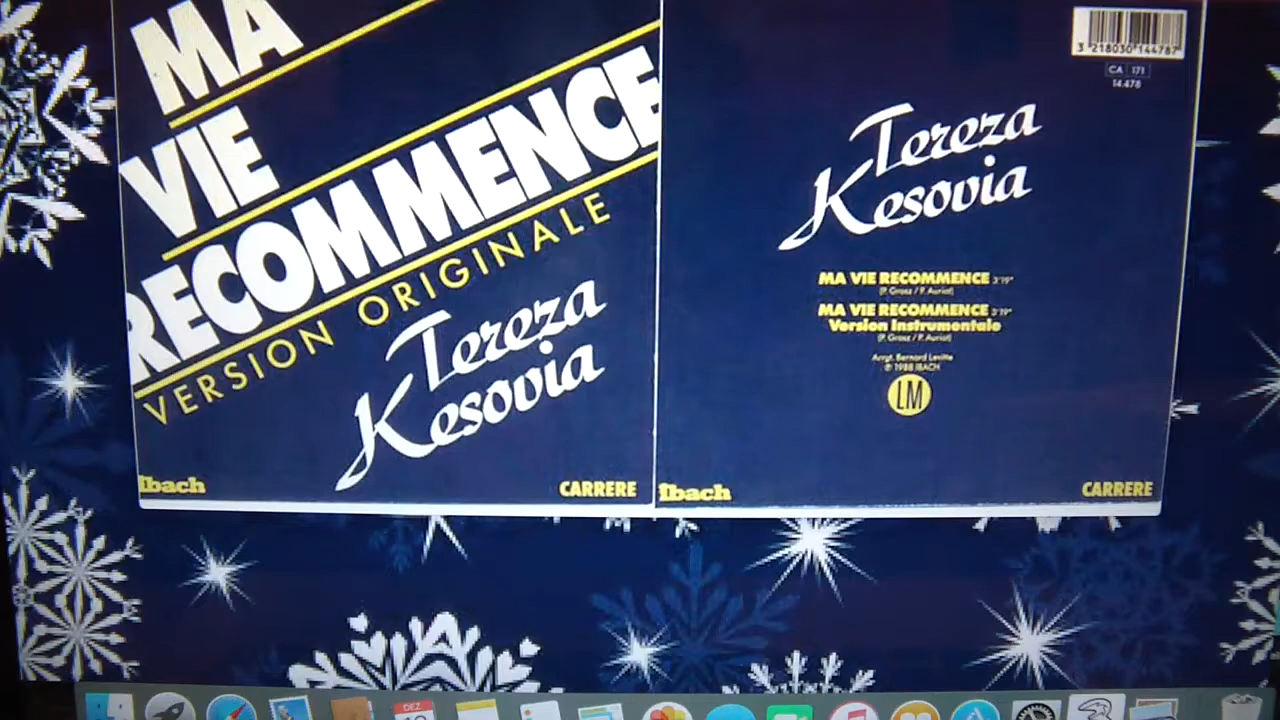 MA
VIE
RECOMMENCE
VERSION ORIGINALE
Tereza
Kesovia
Ibach
CARRERE
3 218030 144787
CA 171
14.478
Tereza
Kesovia
MA VIE RECOMMENCE 3'19"
(P. Grosz / P. Auriat)
MA VIE RECOMMENCE 3'19"
Version Instrumentale
(P. Grosz / P. Auriat)
Arrgt. Bernard Levitte
℗ 1988 IBACH
LM
Ibach
CARRERE
DEZ